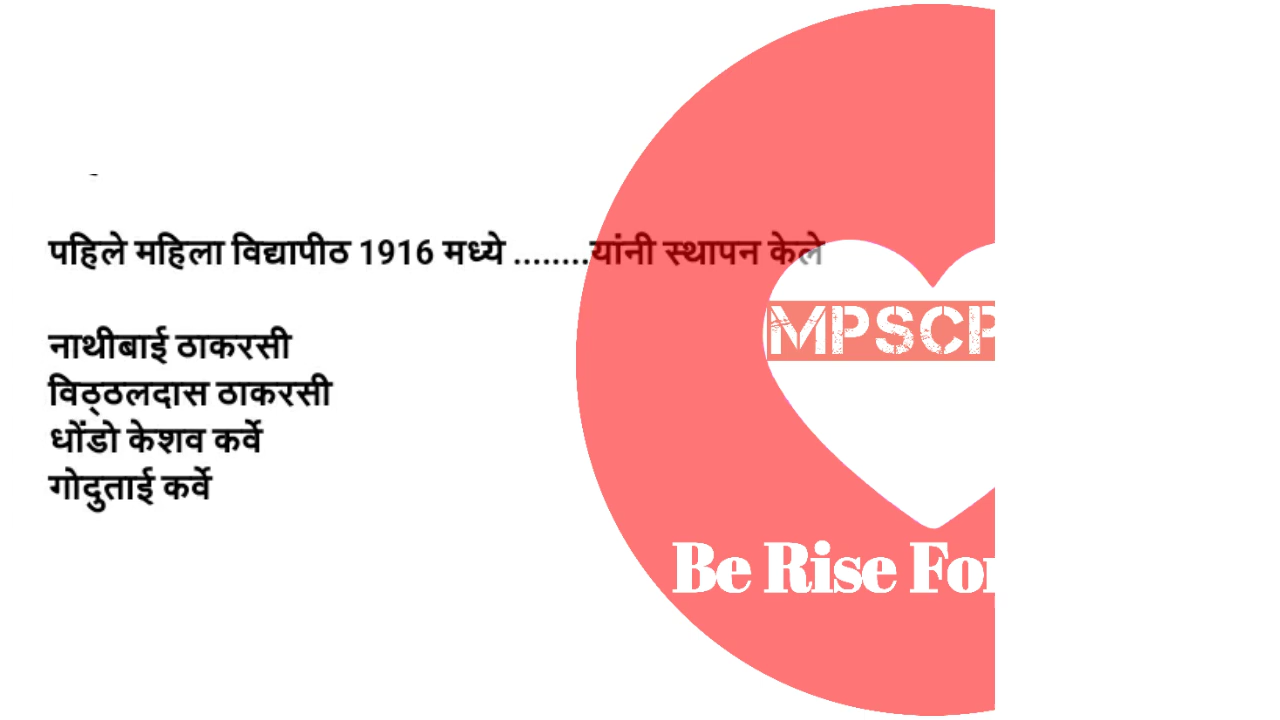 पहिले महिला विद्यापीठ 1916 मध्ये ........यांनी स्थापन केले
नाथीबाई ठाकरसी
विठ्ठलदास ठाकरसी
धोंडो केशव कर्वे
गोदुताई कर्वे
MPSCP
Be Rise For